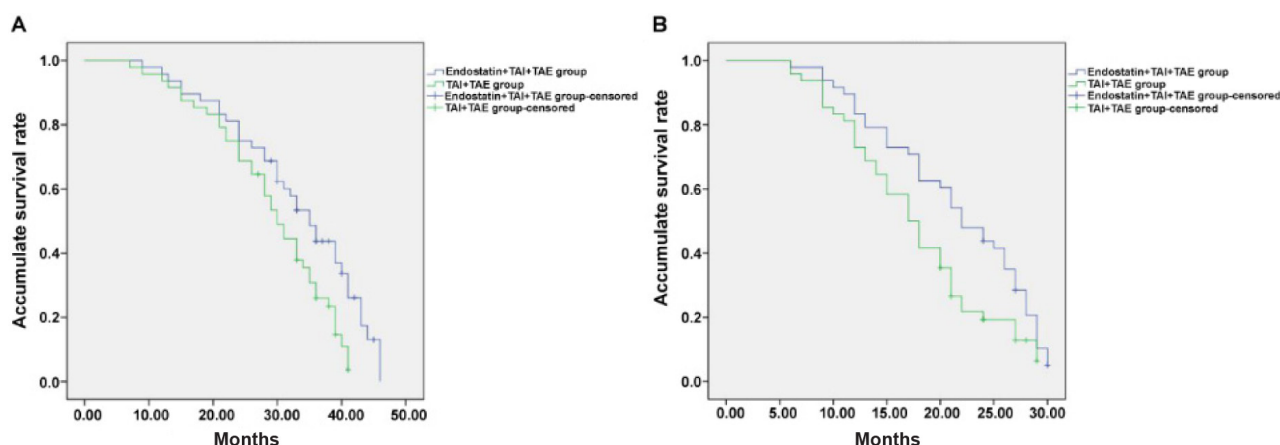 A
Accumulate survival rate
1.0
0.8
0.6
0.4
0.2
0.0
0.00 10.00 20.00 30.00 40.00 50.00
Months
Endostatin+TAI+TAE group
TAI+TAE group
Endostatin+TAI+TAE group-censored
TAI+TAE group-censored
B
Accumulate survival rate
1.0
0.8
0.6
0.4
0.2
0.0
0.00 5.00 10.00 15.00 20.00 25.00 30.00
Months
Endostatin+TAI+TAE group
TAI+TAE group
Endostatin+TAI+TAE group-censored
TAI+TAE group-censored